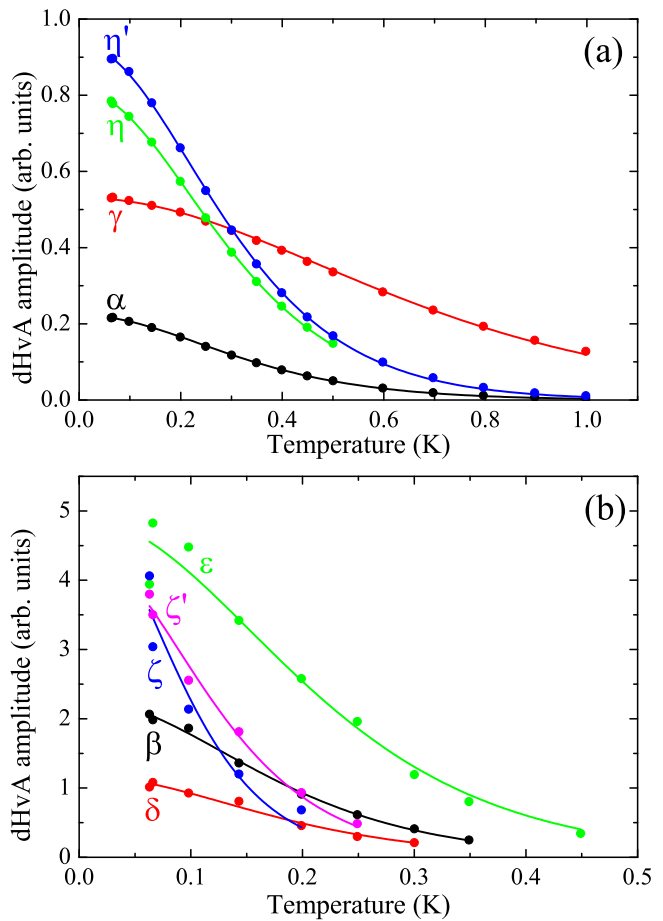 (a)
η'
η
γ
α
dHvA amplitude (arb. units)
1.0
0.8
0.6
0.4
0.2
0.0
0.0 0.2 0.4 0.6 0.8 1.0
Temperature (K)
(b)
ε
ζ'
ζ
β
δ
dHvA amplitude (arb. units)
5
4
3
2
1
0
0.0 0.1 0.2 0.3 0.4 0.5
Temperature (K)